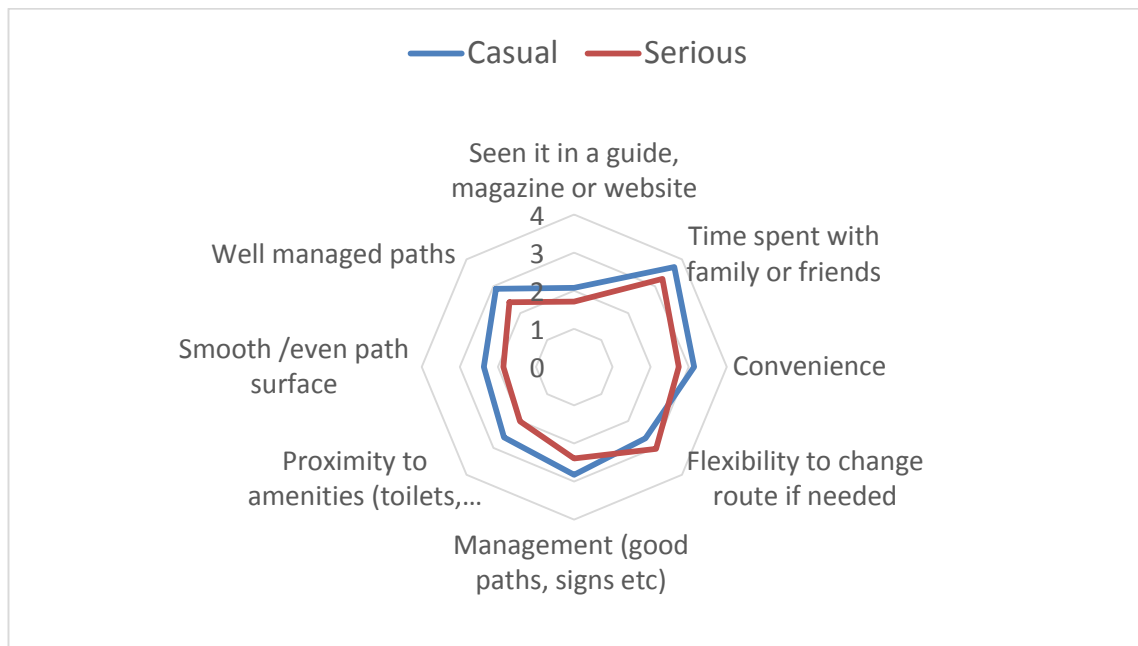 Casual Serious
Seen it in a guide,
magazine or website
Time spent with
family or friends
Convenience
Flexibility to change
route if needed
Management (good
paths, signs etc)
Proximity to
amenities (toilets,...
Smooth /even path
surface
Well managed paths
4
3
2
1
0